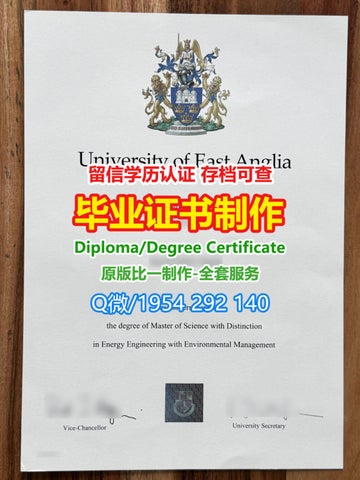 University of East Anglia
留信学历认证 存档可查
毕业证书制作
Diploma/Degree Certificate
原版比一制作-全套服务
Q微/1954 292 140
the degree of Master of Science with Distinction
in Energy Engineering with Environmental Management
Vice-Chancellor
University Secretary